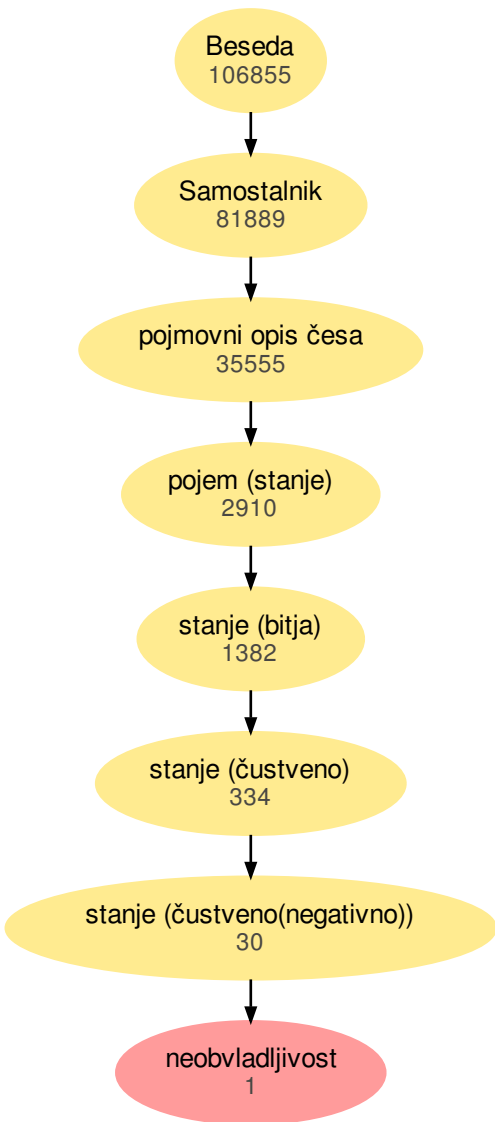 Beseda
106855
Samostalnik
81889
pojmovni opis česa
35555
pojem (stanje)
2910
stanje (bitja)
1382
stanje (čustveno)
334
stanje (čustveno(negativno))
30
neobvladljivost
1